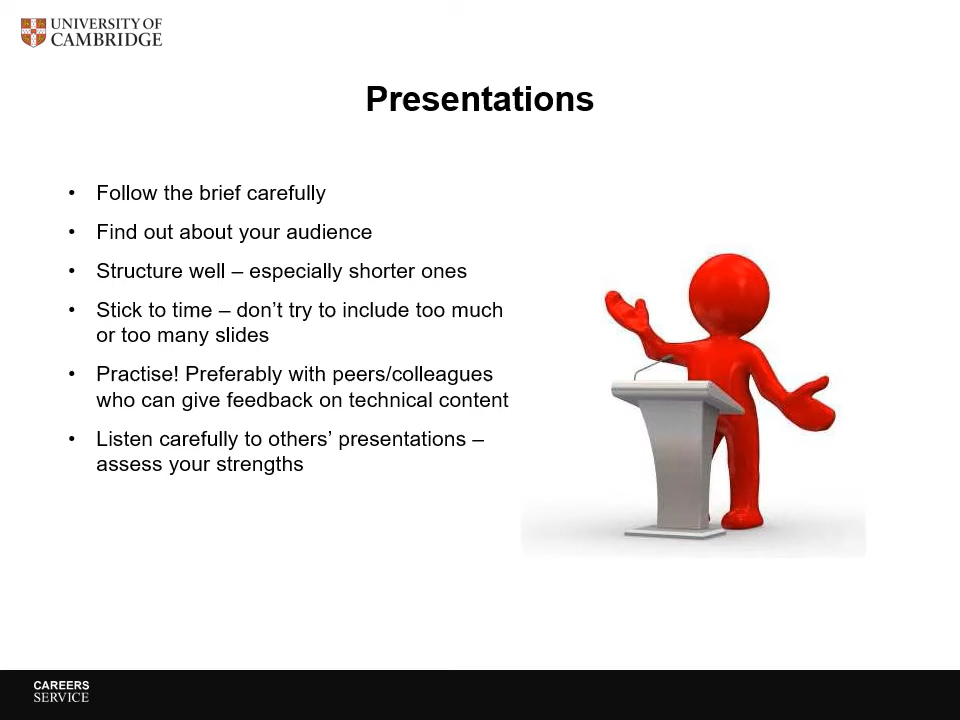 UNIVERSITY OF
CAMBRIDGE
Presentations
• Follow the brief carefully
• Find out about your audience
• Structure well – especially shorter ones
• Stick to time – don’t try to include too much
or too many slides
• Practise! Preferably with peers/colleagues
who can give feedback on technical content
• Listen carefully to others’ presentations –
assess your strengths
CAREERS
SERVICE